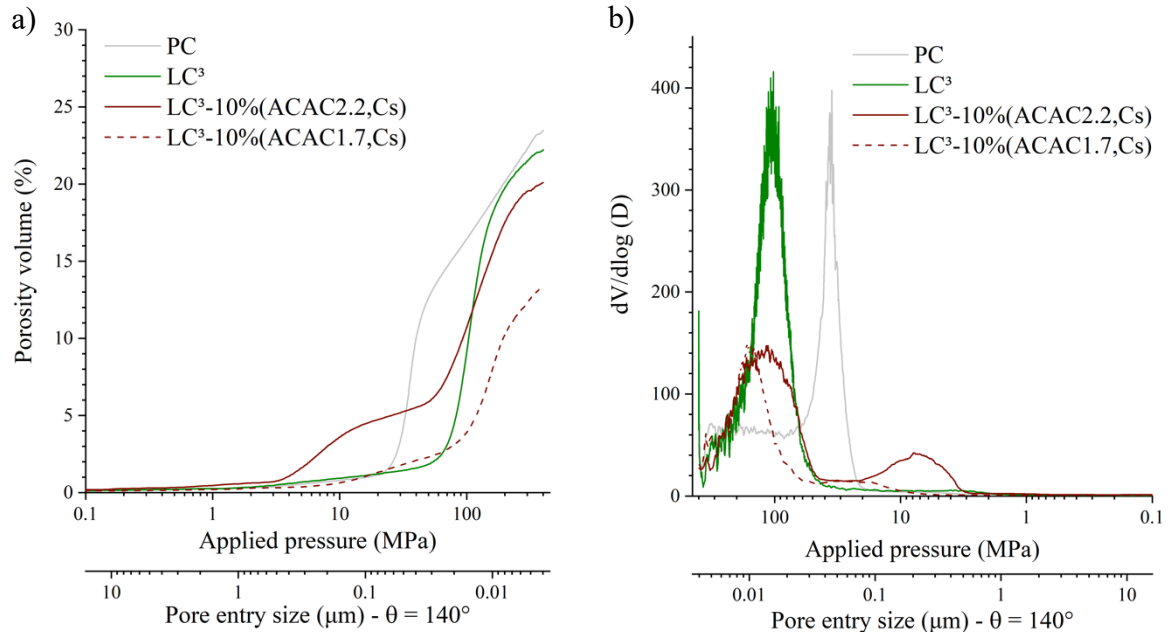 a)
30
25
20
15
10
5
0
Porosity volume (%)
PC
LC³
LC³-10%(ACAC2.2,Cs)
LC³-10%(ACAC1.7,Cs)
0.1 1 10 100
Applied pressure (MPa)
10 1 0.1 0.01
Pore entry size (μm) - θ = 140°
b)
400
300
200
100
0
dV/dlog (D)
PC
LC³
LC³-10%(ACAC2.2,Cs)
LC³-10%(ACAC1.7,Cs)
100 10 1 0.1
Applied pressure (MPa)
0.01 0.1 1 10
Pore entry size (μm) - θ = 140°